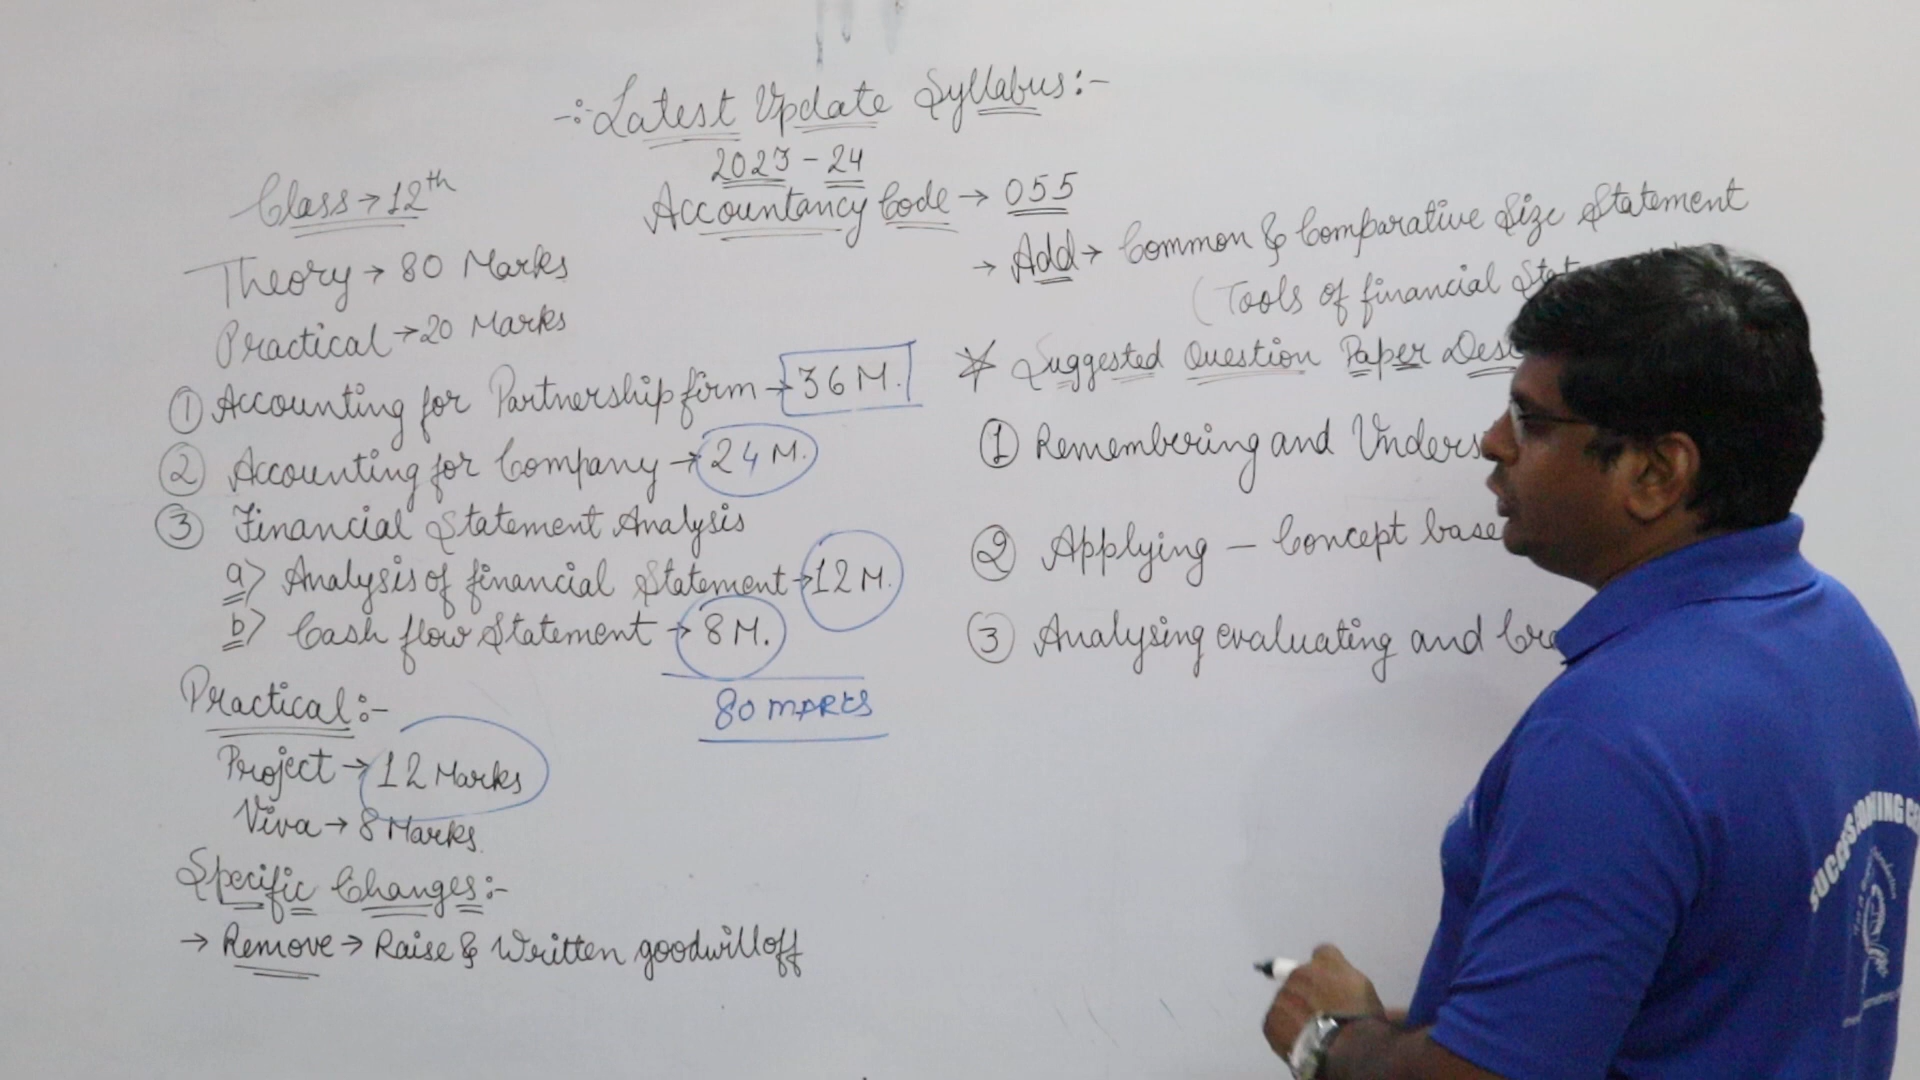 -:- Latest Update Syllabus:-
2023-24
Class → 12th
Accountancy Code → 055
Theory → 80 Marks
Practical → 20 Marks
① Accounting for Partnership firm → 36 M.
② Accounting for Company → 24 M.
③ Financial Statement Analysis
a) Analysis of financial Statement → 12 M.
b) Cash flow Statement → 8 M.
80 MARKS
Practical:-
Project → 12 Marks
Viva → 8 Marks.
Specific Changes:-
→ Remove → Raise & Written goodwill off
→ Add → Common & Comparative Size Statement
(Tools of financial
Suggested Question Paper
① Remembering and
② Applying – Concept
③ Analysing evaluating and